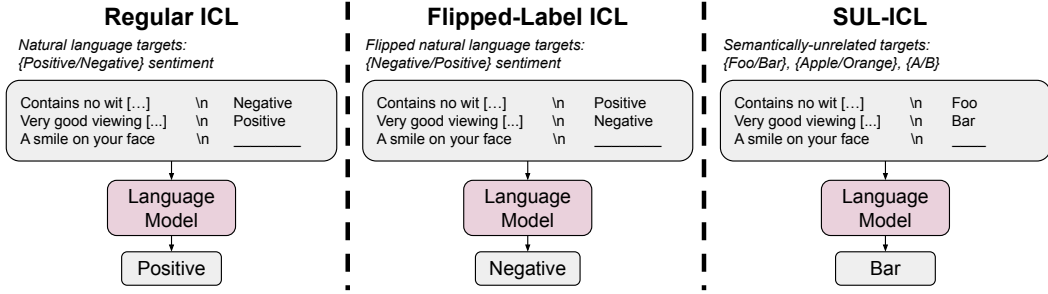 Regular ICL
Natural language targets:
{Positive/Negative} sentiment
Contains no wit […] \n Negative
Very good viewing [...] \n Positive
A smile on your face \n ________
Language
Model
Positive
Flipped-Label ICL
Flipped natural language targets:
{Negative/Positive} sentiment
Contains no wit […] \n Positive
Very good viewing [...] \n Negative
A smile on your face \n ________
Language
Model
Negative
SUL-ICL
Semantically-unrelated targets:
{Foo/Bar}, {Apple/Orange}, {A/B}
Contains no wit […] \n Foo
Very good viewing [...] \n Bar
A smile on your face \n ____
Language
Model
Bar